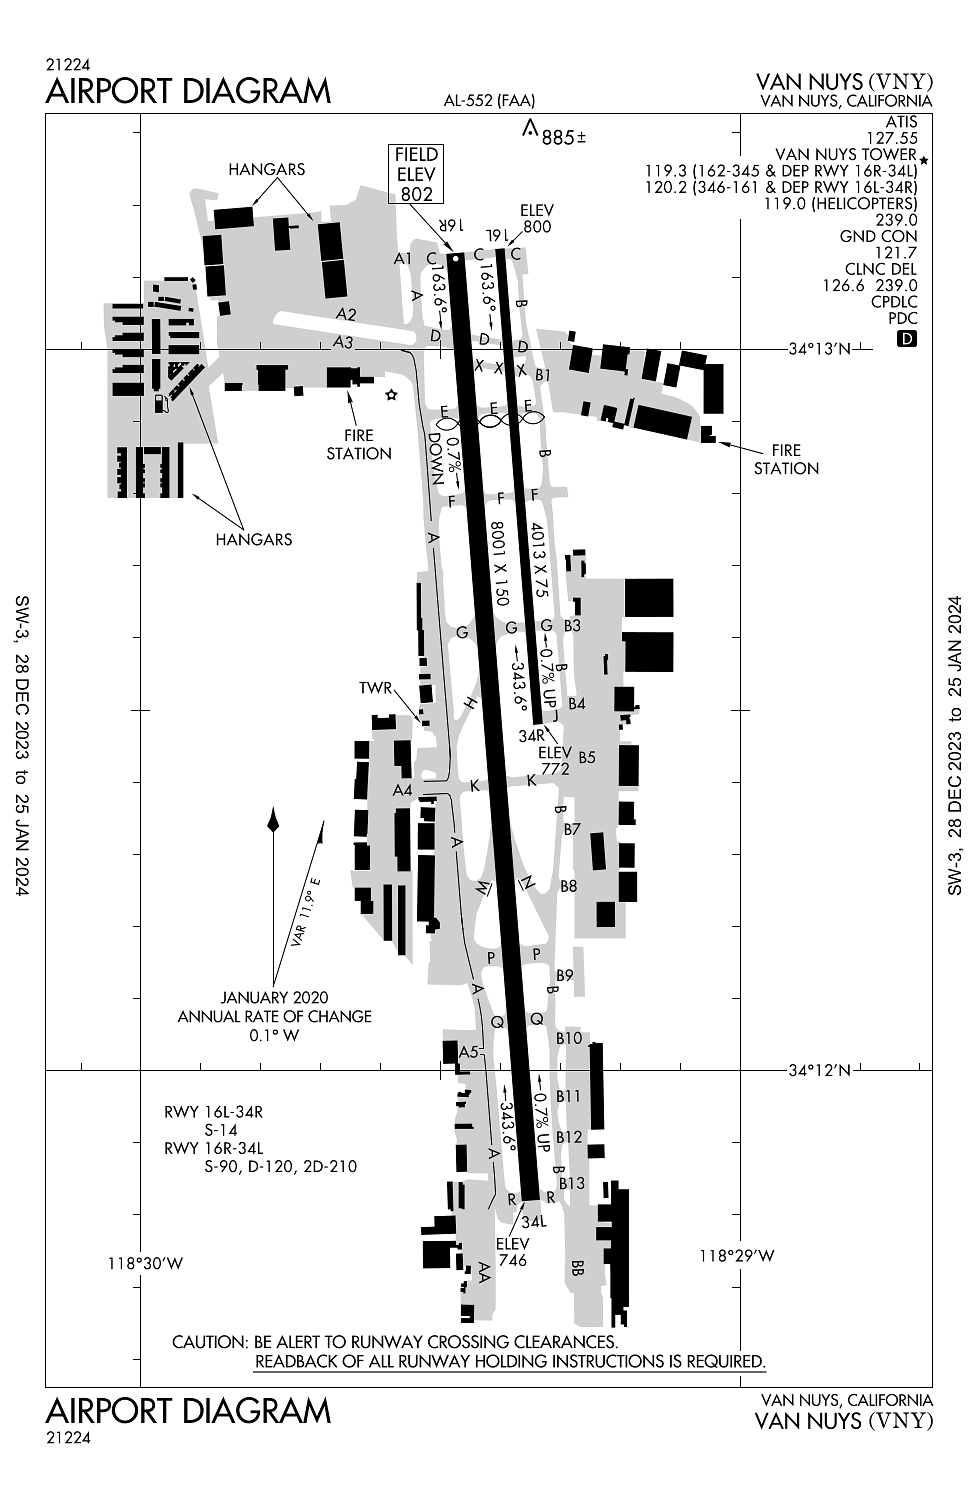 21224
AIRPORT DIAGRAM
AL-552 (FAA)
VAN NUYS (VNY)
VAN NUYS, CALIFORNIA
ATIS
127.55
VAN NUYS TOWER
119.3 (162-345 & DEP RWY 16R-34L)
120.2 (346-161 & DEP RWY 16L-34R)
119.0 (HELICOPTERS)
239.0
GND CON
121.7
CLNC DEL
126.6 239.0
CPDLC
PDC
D
885±
FIELD
ELEV
802
HANGARS
16R
16L
ELEV
800
A1
C
C
C
163.6°
163.6°
A
B
A2
A3
D
D
D
34°13'N
X
X
X
B1
E
E
E
FIRE
STATION
FIRE
STATION
0.7%
DOWN
B
F
F
F
HANGARS
A
8001 X 150
4013 X 75
G
G
G
B3
343.6°
0.7% UP
B
TWR
H
J
B4
34R
ELEV
772
B5
A4
K
K
B
B7
A
M
N
B8
VAR 11.9° E
P
P
B9
A
B
JANUARY 2020
ANNUAL RATE OF CHANGE
0.1° W
Q
Q
B10
A5
34°12'N
B11
343.6°
0.7% UP
B12
A
B
B13
RWY 16L-34R
S-14
RWY 16R-34L
S-90, D-120, 2D-210
R
R
34L
ELEV
746
AA
BB
118°30'W
118°29'W
CAUTION: BE ALERT TO RUNWAY CROSSING CLEARANCES.
READBACK OF ALL RUNWAY HOLDING INSTRUCTIONS IS REQUIRED.
SW-3, 28 DEC 2023 to 25 JAN 2024
SW-3, 28 DEC 2023 to 25 JAN 2024
AIRPORT DIAGRAM
21224
VAN NUYS, CALIFORNIA
VAN NUYS (VNY)